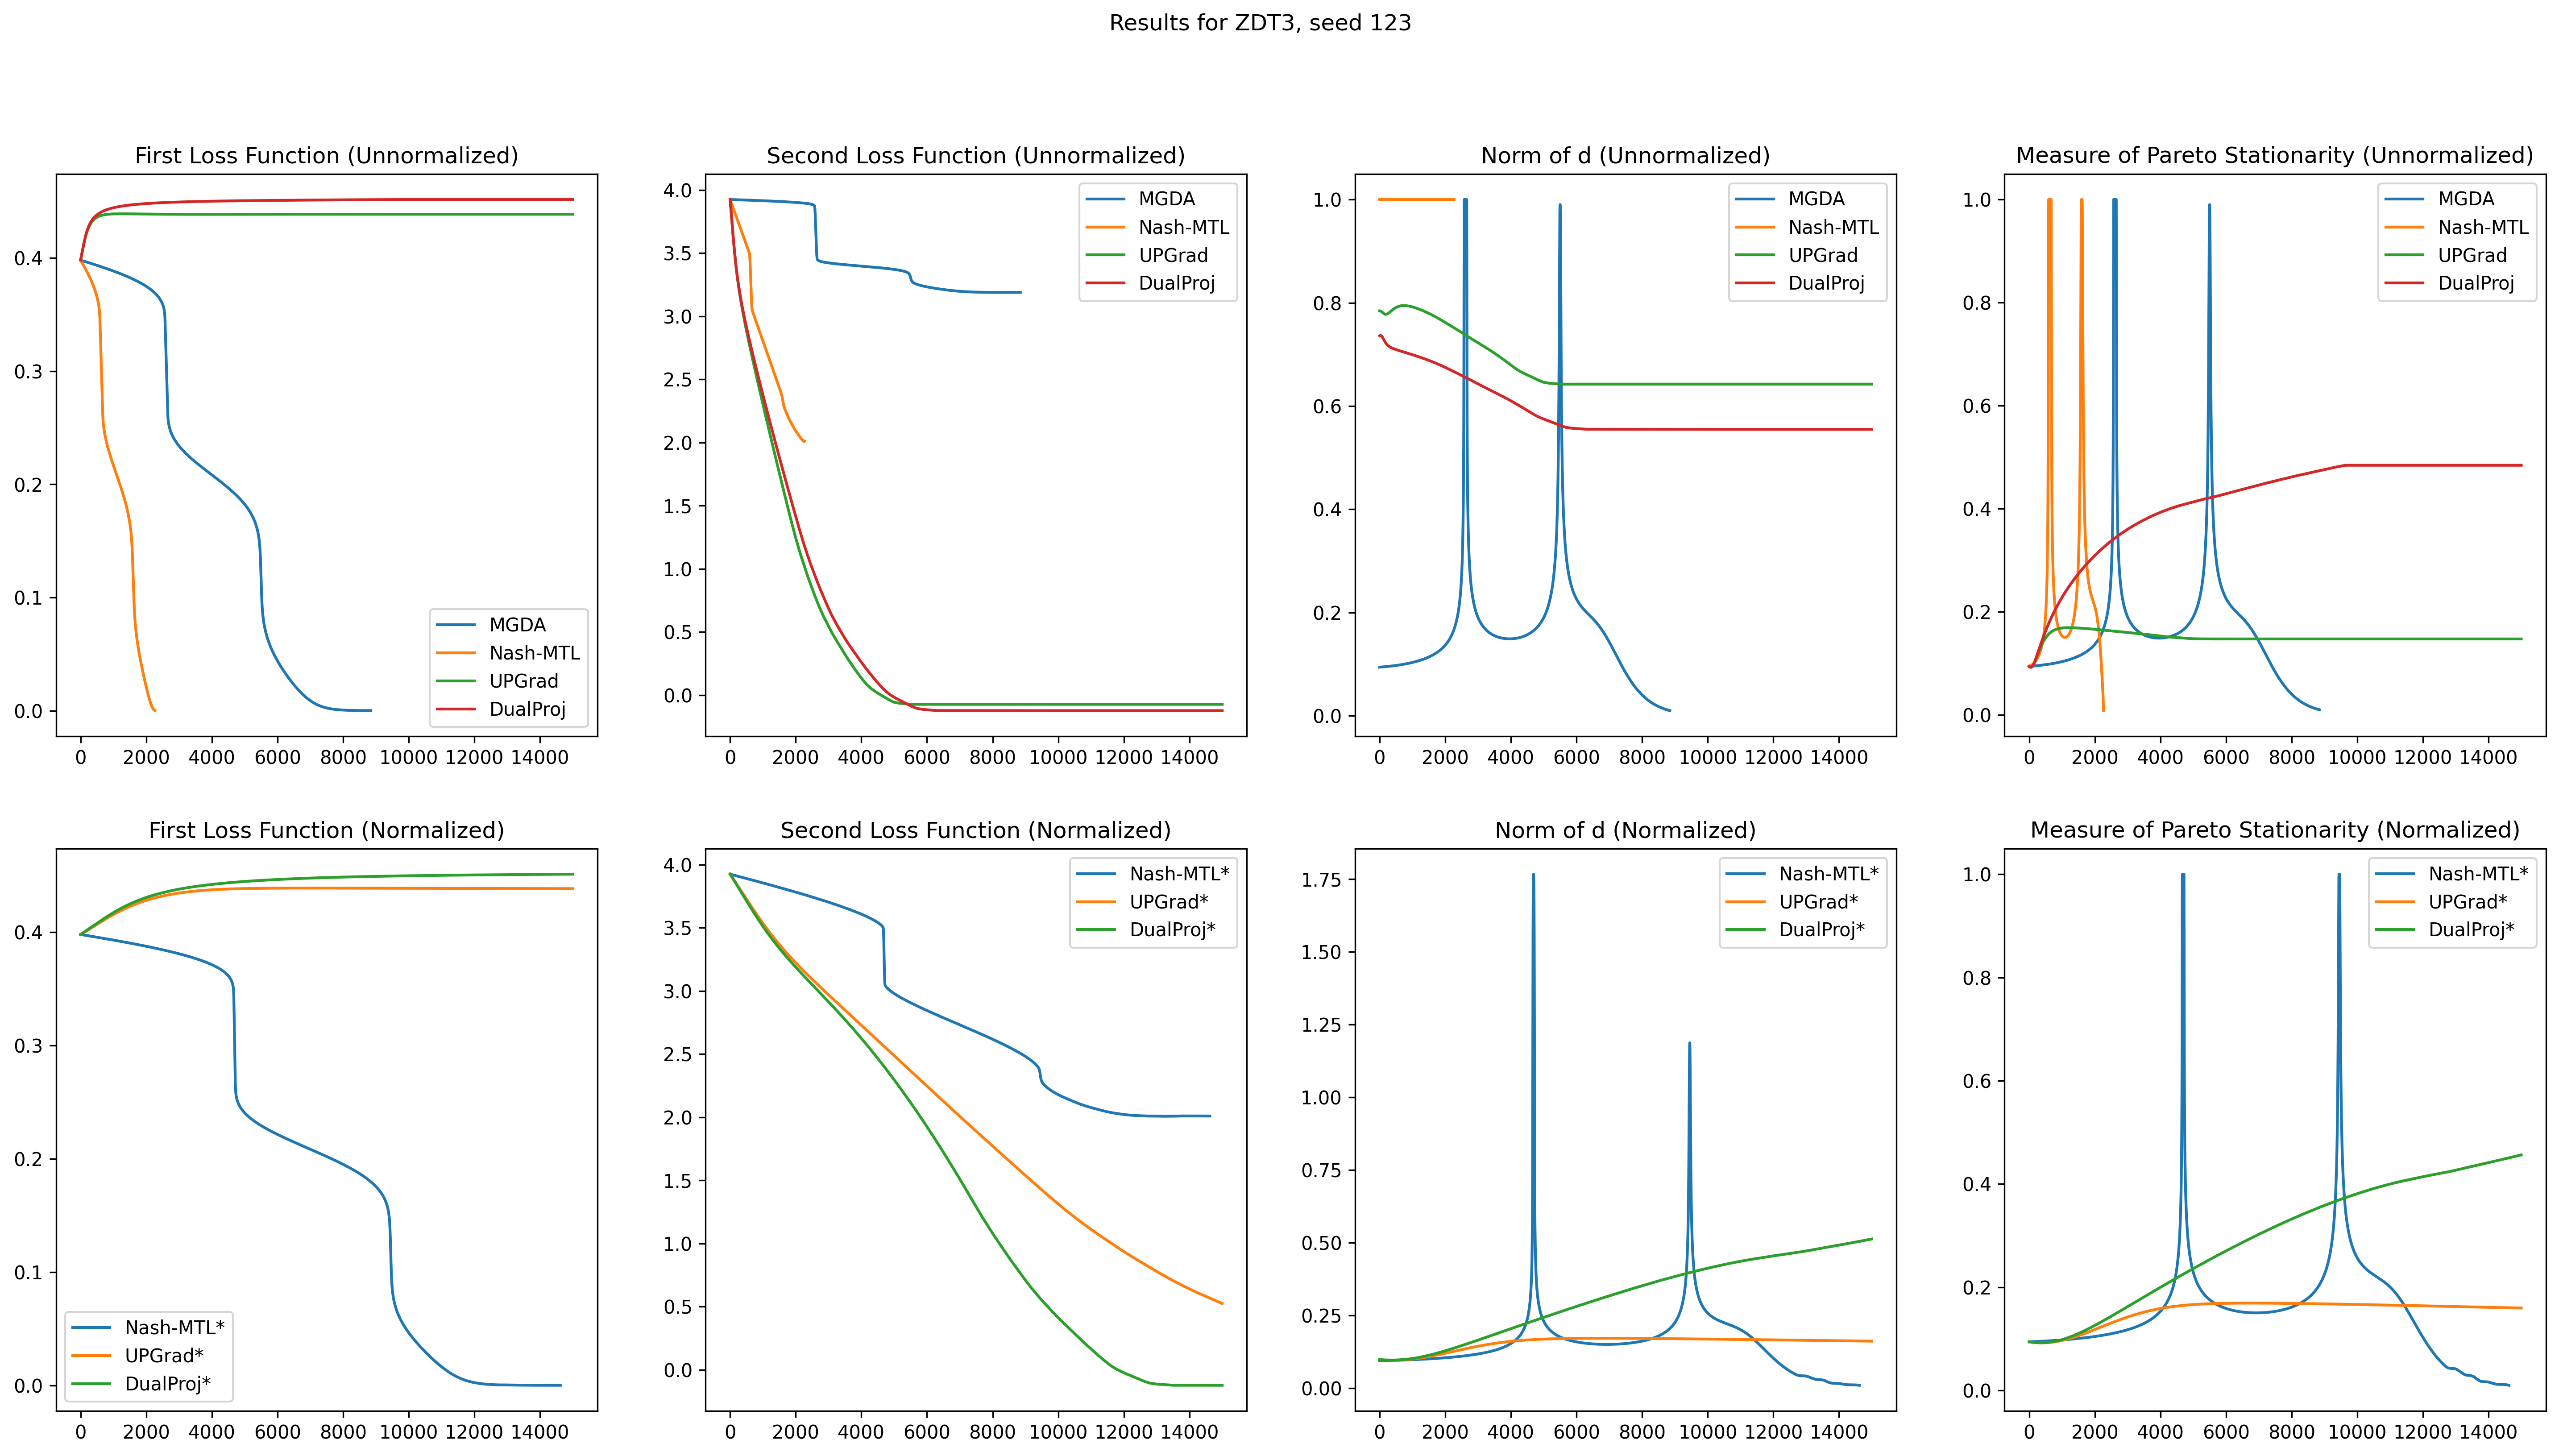 Results for ZDT3, seed 123
First Loss Function (Unnormalized)
0.4
0.3
0.2
0.1
0.0
0 2000 4000 6000 8000 10000 12000 14000
MGDA
Nash-MTL
UPGrad
DualProj
Second Loss Function (Unnormalized)
4.0
3.5
3.0
2.5
2.0
1.5
1.0
0.5
0.0
0 2000 4000 6000 8000 10000 12000 14000
MGDA
Nash-MTL
UPGrad
DualProj
Norm of d (Unnormalized)
1.0
0.8
0.6
0.4
0.2
0.0
0 2000 4000 6000 8000 10000 12000 14000
MGDA
Nash-MTL
UPGrad
DualProj
Measure of Pareto Stationarity (Unnormalized)
1.0
0.8
0.6
0.4
0.2
0.0
0 2000 4000 6000 8000 10000 12000 14000
MGDA
Nash-MTL
UPGrad
DualProj
First Loss Function (Normalized)
0.4
0.3
0.2
0.1
0.0
0 2000 4000 6000 8000 10000 12000 14000
Nash-MTL*
UPGrad*
DualProj*
Second Loss Function (Normalized)
4.0
3.5
3.0
2.5
2.0
1.5
1.0
0.5
0.0
0 2000 4000 6000 8000 10000 12000 14000
Nash-MTL*
UPGrad*
DualProj*
Norm of d (Normalized)
1.75
1.50
1.25
1.00
0.75
0.50
0.25
0.00
0 2000 4000 6000 8000 10000 12000 14000
Nash-MTL*
UPGrad*
DualProj*
Measure of Pareto Stationarity (Normalized)
1.0
0.8
0.6
0.4
0.2
0.0
0 2000 4000 6000 8000 10000 12000 14000
Nash-MTL*
UPGrad*
DualProj*